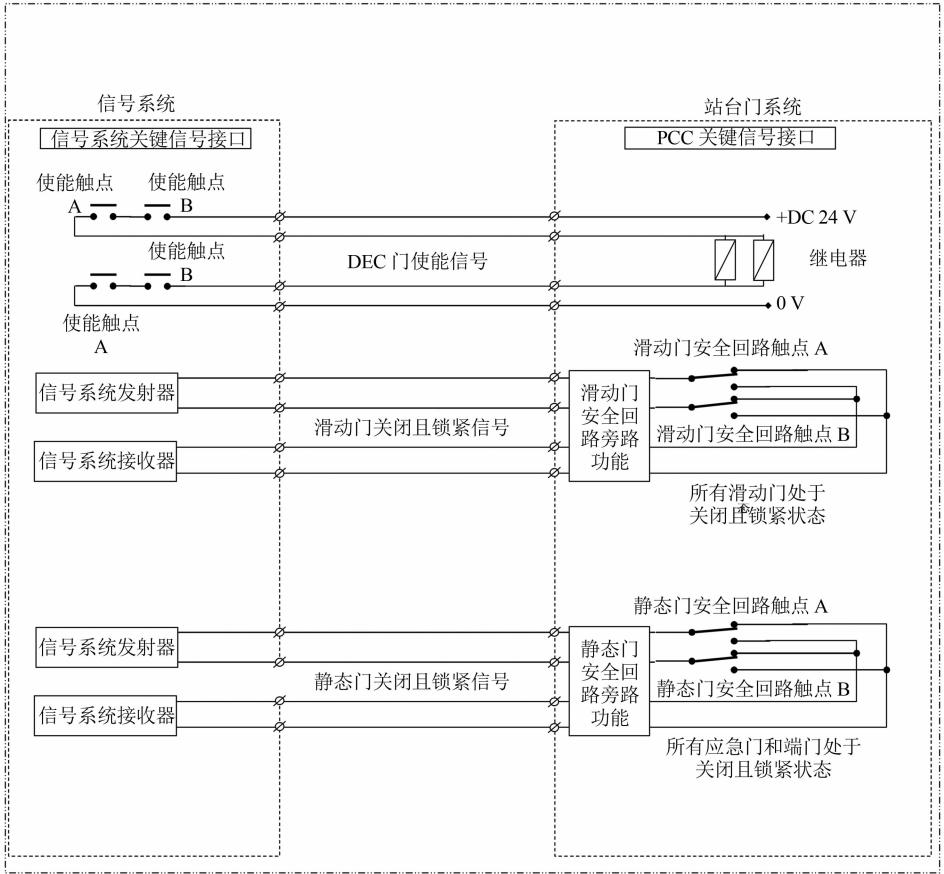 信号系统
站台门系统
信号系统关键信号接口
PCC 关键信号接口
使能触点
A
使能触点
B
+DC 24 V
使能触点
B
DEC 门使能信号
继电器
0 V
使能触点
A
滑动门安全回路触点 A
信号系统发射器
滑动门
安全回
路旁路
功能
滑动门关闭且锁紧信号
滑动门安全回路触点 B
信号系统接收器
所有滑动门处于
关闭且锁紧状态
静态门安全回路触点 A
信号系统发射器
静态门
安全回
路旁路
功能
静态门关闭且锁紧信号
静态门安全回路触点 B
信号系统接收器
所有应急门和端门处于
关闭且锁紧状态